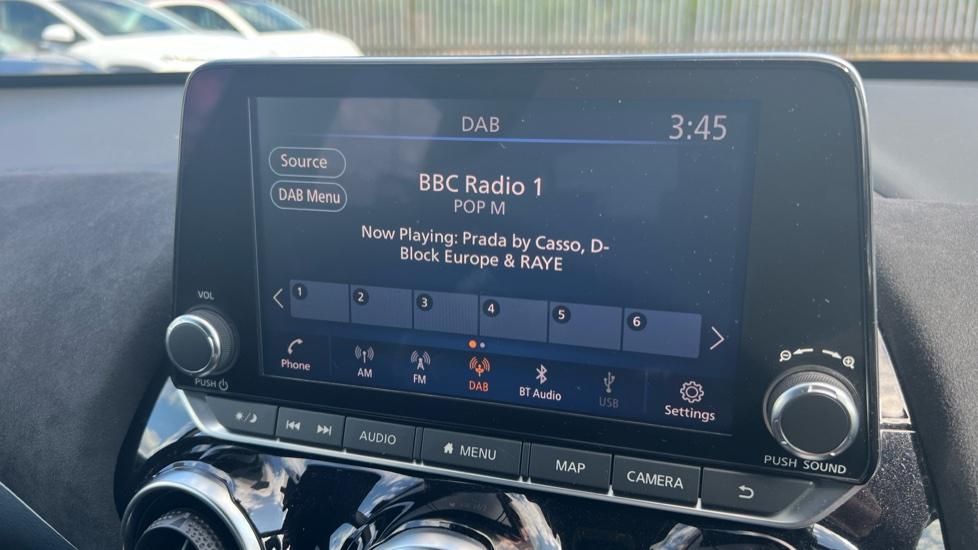 DAB
3:45
Source
DAB Menu
BBC Radio 1
POP M
Now Playing: Prada by Casso, D-
Block Europe & RAYE
1 2 3 4 5 6
Phone AM FM DAB BT Audio USB Settings
VOL
PUSH
AUDIO MENU MAP CAMERA
PUSH SOUND